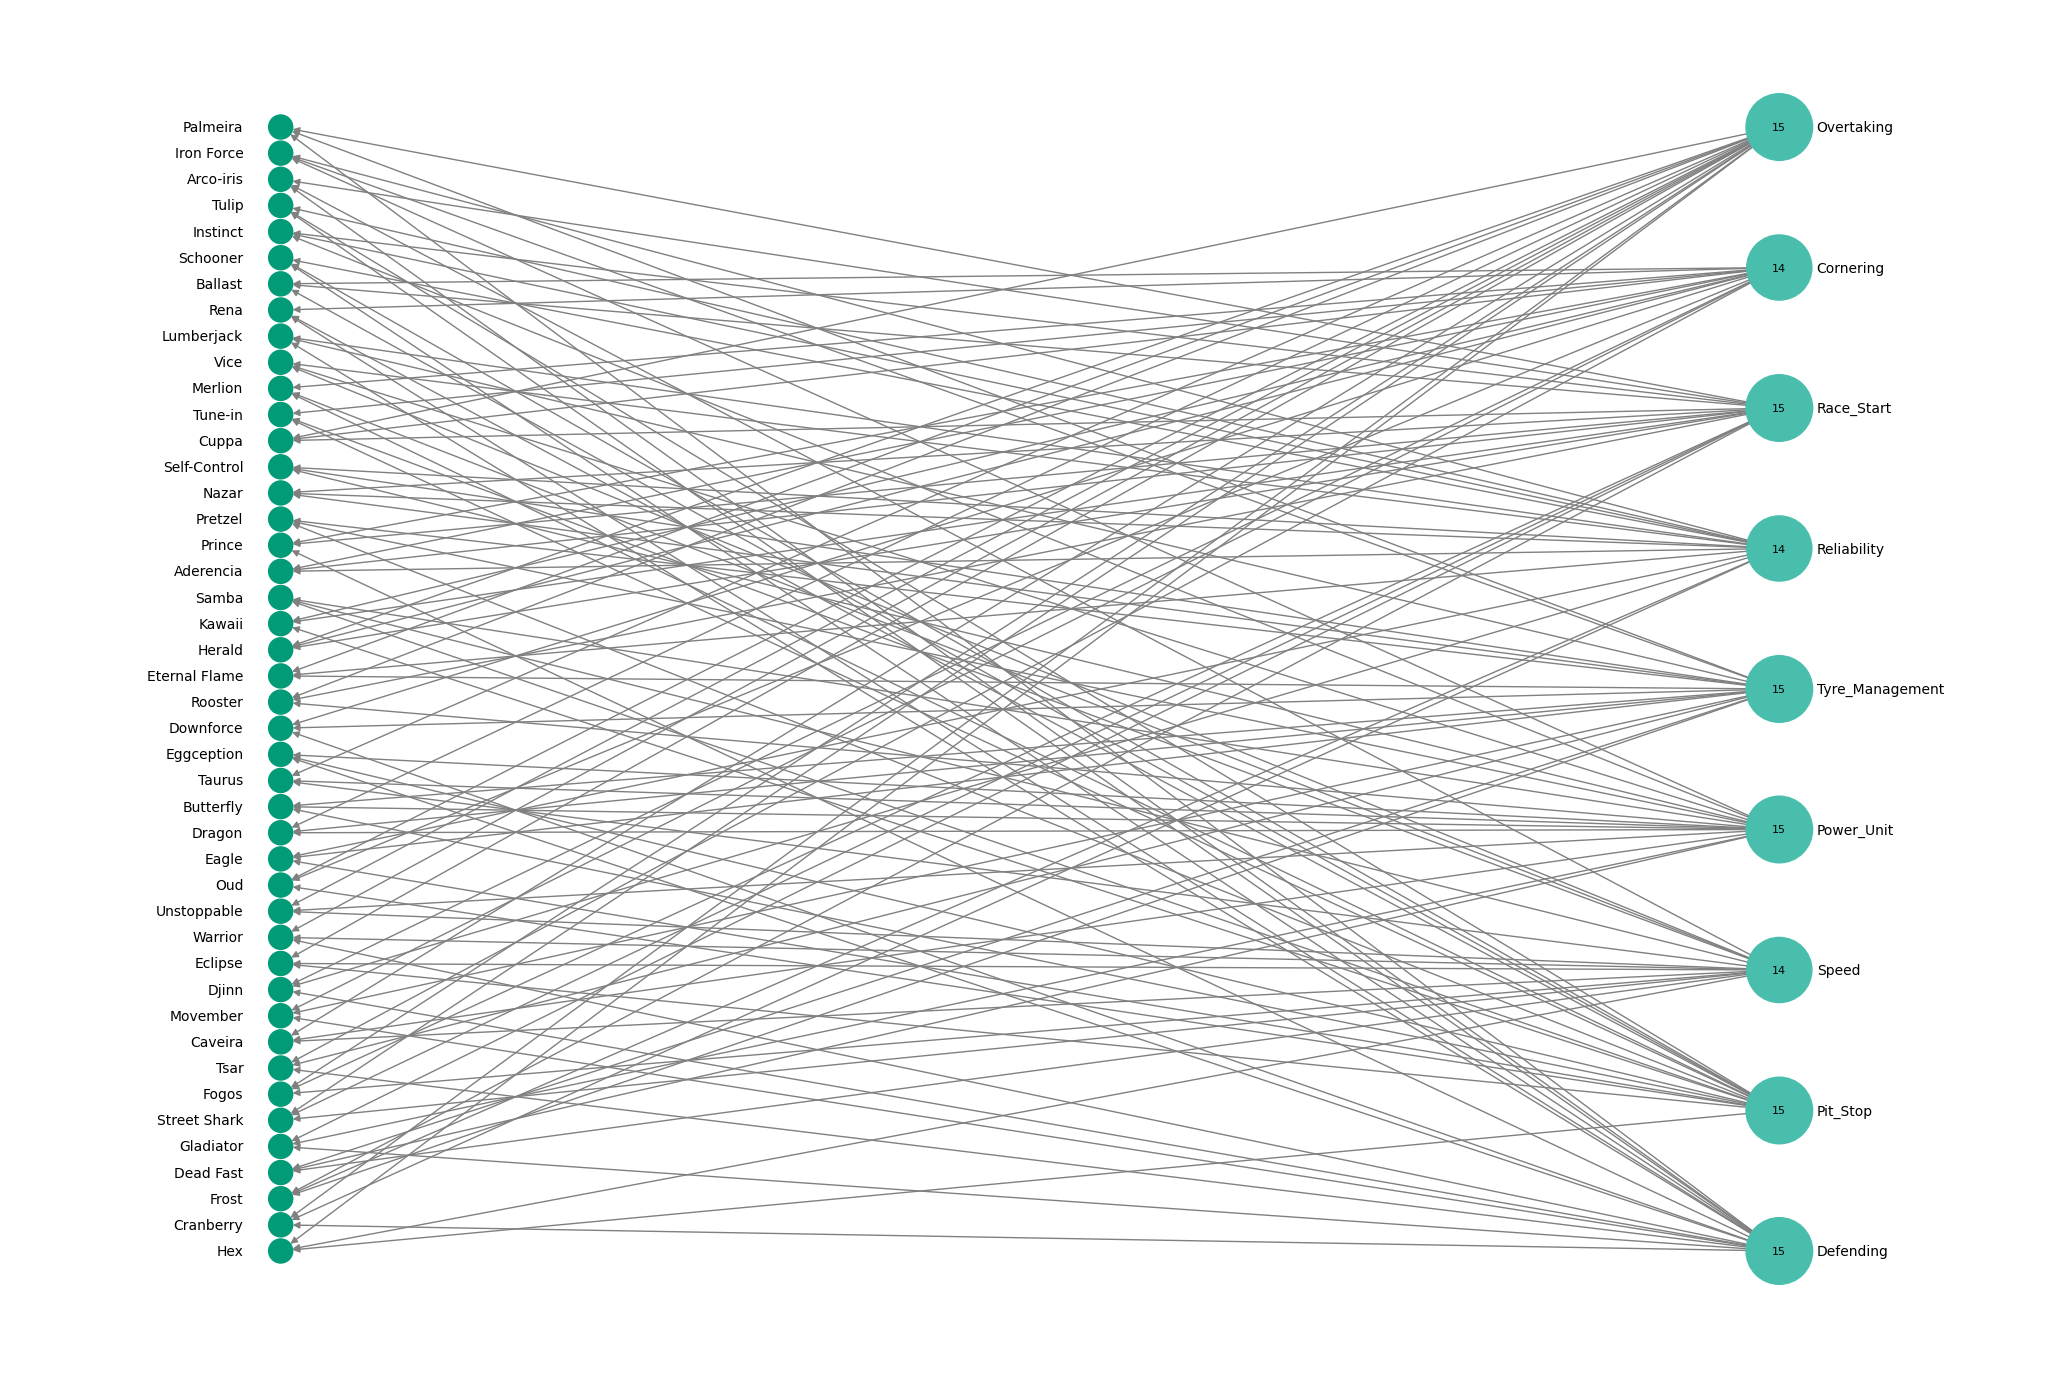 Palmeira
Iron Force
Arco-iris
Tulip
Instinct
Schooner
Ballast
Rena
Lumberjack
Vice
Merlion
Tune-in
Cuppa
Self-Control
Nazar
Pretzel
Prince
Aderencia
Samba
Kawaii
Herald
Eternal Flame
Rooster
Downforce
Eggception
Taurus
Butterfly
Dragon
Eagle
Oud
Unstoppable
Warrior
Eclipse
Djinn
Movember
Caveira
Tsar
Fogos
Street Shark
Gladiator
Dead Fast
Frost
Cranberry
Hex
15 Overtaking
14 Cornering
15 Race_Start
14 Reliability
15 Tyre_Management
15 Power_Unit
14 Speed
15 Pit_Stop
15 Defending